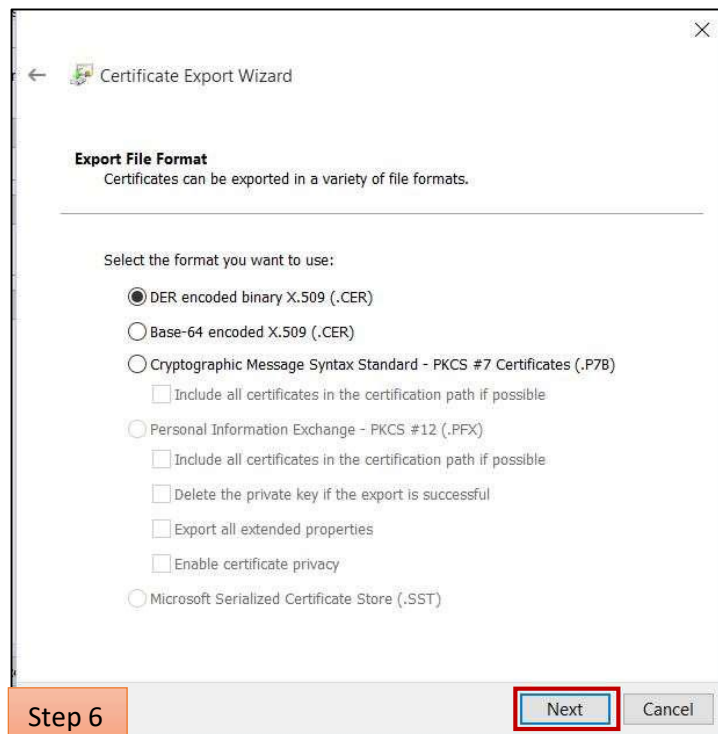 Certificate Export Wizard
Export File Format
Certificates can be exported in a variety of file formats.
Select the format you want to use:
DER encoded binary X.509 (.CER)
Base-64 encoded X.509 (.CER)
Cryptographic Message Syntax Standard - PKCS #7 Certificates (.P7B)
Include all certificates in the certification path if possible
Personal Information Exchange - PKCS #12 (.PFX)
Include all certificates in the certification path if possible
Delete the private key if the export is successful
Export all extended properties
Enable certificate privacy
Microsoft Serialized Certificate Store (.SST)
Step 6
Next
Cancel